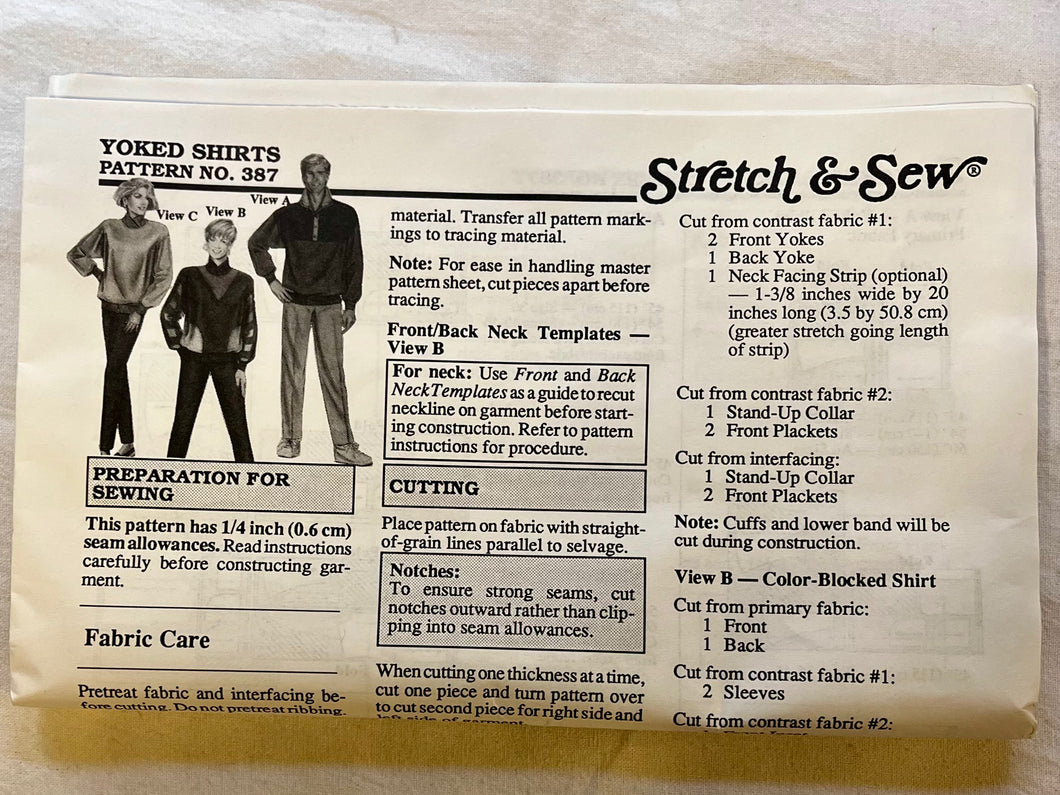 YOKED SHIRTS
PATTERN NO. 387
Stretch & Sew®
View C
View B
View A
PREPARATION FOR
SEWING
This pattern has 1/4 inch (0.6 cm)
seam allowances. Read instructions
carefully before constructing gar-
ment.
Fabric Care
Pretreat fabric and interfacing be-
fore cutting. Do not pretreat ribbing.
material. Transfer all pattern mark-
ings to tracing material.
Note: For ease in handling master
pattern sheet, cut pieces apart before
tracing.
Front/Back Neck Templates —
View B
For neck: Use Front and Back
NeckTemplates as a guide to recut
neckline on garment before start-
ing construction. Refer to pattern
instructions for procedure.
CUTTING
Place pattern on fabric with straight-
of-grain lines parallel to selvage.
Notches:
To ensure strong seams, cut
notches outward rather than clip-
ping into seam allowances.
When cutting one thickness at a time,
cut one piece and turn pattern over
to cut second piece for right side and
left side of garment.
Cut from contrast fabric #1:
2 Front Yokes
1 Back Yoke
1 Neck Facing Strip (optional)
— 1-3/8 inches wide by 20
inches long (3.5 by 50.8 cm)
(greater stretch going length
of strip)
Cut from contrast fabric #2:
1 Stand-Up Collar
2 Front Plackets
Cut from interfacing:
1 Stand-Up Collar
2 Front Plackets
Note: Cuffs and lower band will be
cut during construction.
View B — Color-Blocked Shirt
Cut from primary fabric:
1 Front
1 Back
Cut from contrast fabric #1:
2 Sleeves
Cut from contrast fabric #2: